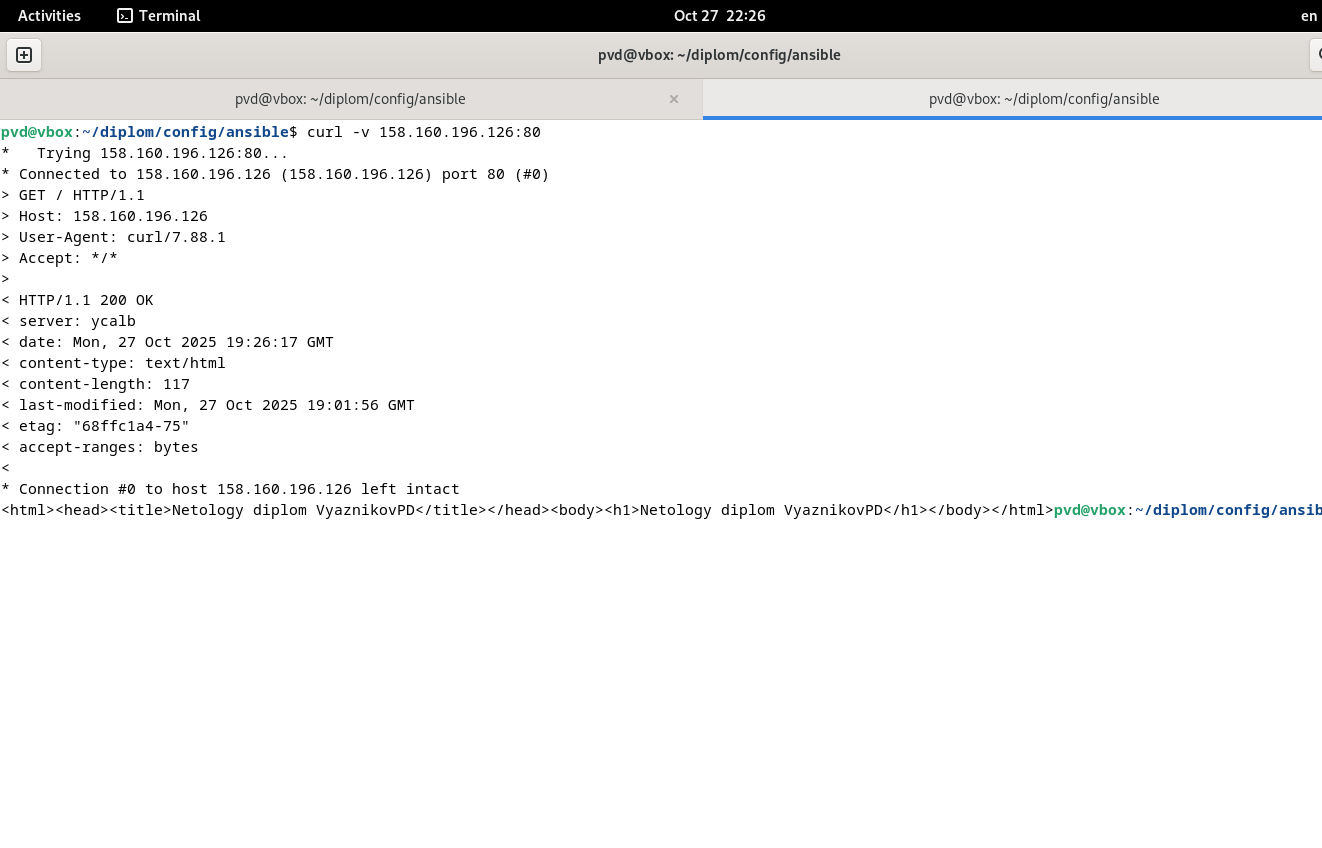 Activities Terminal Oct 27 22:26 en
pvd@vbox: ~/diplom/config/ansible
pvd@vbox: ~/diplom/config/ansible × pvd@vbox: ~/diplom/config/ansible
pvd@vbox:~/diplom/config/ansible$ curl -v 158.160.196.126:80
*   Trying 158.160.196.126:80...
* Connected to 158.160.196.126 (158.160.196.126) port 80 (#0)
> GET / HTTP/1.1
> Host: 158.160.196.126
> User-Agent: curl/7.88.1
> Accept: */*
>
< HTTP/1.1 200 OK
< server: ycalb
< date: Mon, 27 Oct 2025 19:26:17 GMT
< content-type: text/html
< content-length: 117
< last-modified: Mon, 27 Oct 2025 19:01:56 GMT
< etag: "68ffc1a4-75"
< accept-ranges: bytes
<
* Connection #0 to host 158.160.196.126 left intact
<html><head><title>Netology diplom VyaznikovPD</title></head><body><h1>Netology diplom VyaznikovPD</h1></body></html>pvd@vbox:~/diplom/config/ansib